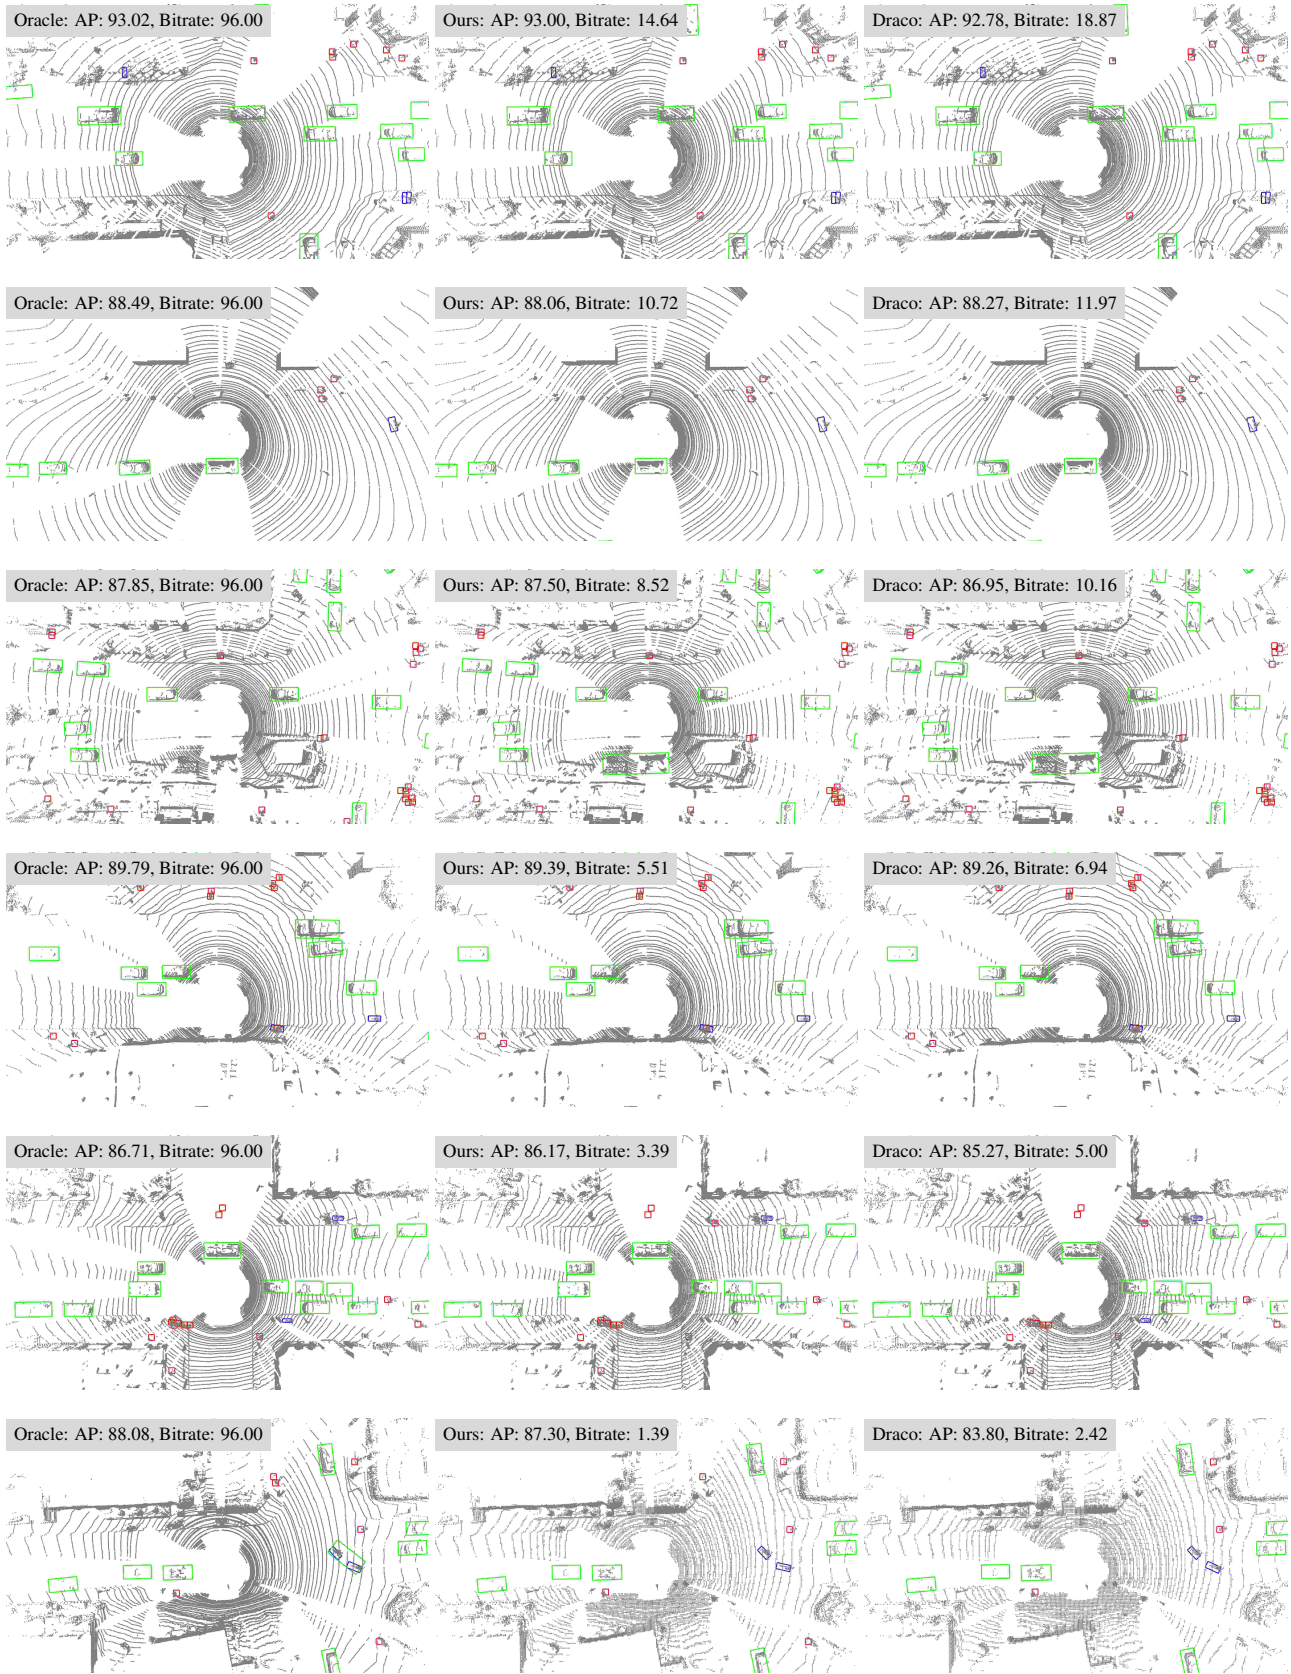 Oracle: AP: 93.02, Bitrate: 96.00
Ours: AP: 93.00, Bitrate: 14.64
Draco: AP: 92.78, Bitrate: 18.87
Oracle: AP: 88.49, Bitrate: 96.00
Ours: AP: 88.06, Bitrate: 10.72
Draco: AP: 88.27, Bitrate: 11.97
Oracle: AP: 87.85, Bitrate: 96.00
Ours: AP: 87.50, Bitrate: 8.52
Draco: AP: 86.95, Bitrate: 10.16
Oracle: AP: 89.79, Bitrate: 96.00
Ours: AP: 89.39, Bitrate: 5.51
Draco: AP: 89.26, Bitrate: 6.94
Oracle: AP: 86.71, Bitrate: 96.00
Ours: AP: 86.17, Bitrate: 3.39
Draco: AP: 85.27, Bitrate: 5.00
Oracle: AP: 88.08, Bitrate: 96.00
Ours: AP: 87.30, Bitrate: 1.39
Draco: AP: 83.80, Bitrate: 2.42